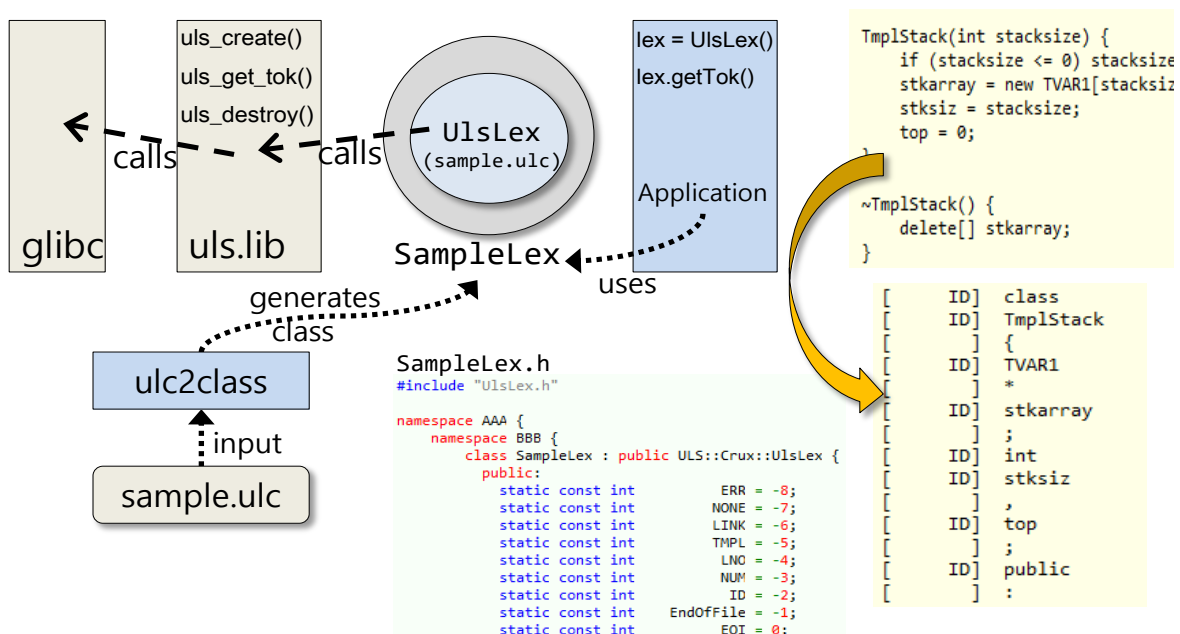 uls_create()
uls_get_tok()
uls_destroy()
calls
calls
glibc
uls.lib
UlsLex
(sample.ulc)
SampleLex
lex = UlsLex()
lex.getTok()
Application
uses
generates
class
ulc2class
input
sample.ulc
SampleLex.h
#include "UlsLex.h"
namespace AAA {
namespace BBB {
class SampleLex : public ULS::Crux::UlsLex {
public:
static const int ERR = -8;
static const int NONE = -7;
static const int LINK = -6;
static const int TMPL = -5;
static const int LNO = -4;
static const int NUM = -3;
static const int ID = -2;
static const int EndOfFile = -1;
static const int EOI = 0;
TmplStack(int stacksize) {
if (stacksize <= 0) stacksize
stkarray = new TVAR1[stacksiz
stksiz = stacksize;
top = 0;
}
~TmplStack() {
delete[] stkarray;
}
[ ID] class
[ ID] TmplStack
[ ] {
[ ID] TVAR1
[ ] *
[ ID] stkarray
[ ] ;
[ ID] int
[ ID] stksiz
[ ] ,
[ ID] top
[ ] ;
[ ID] public
[ ] :